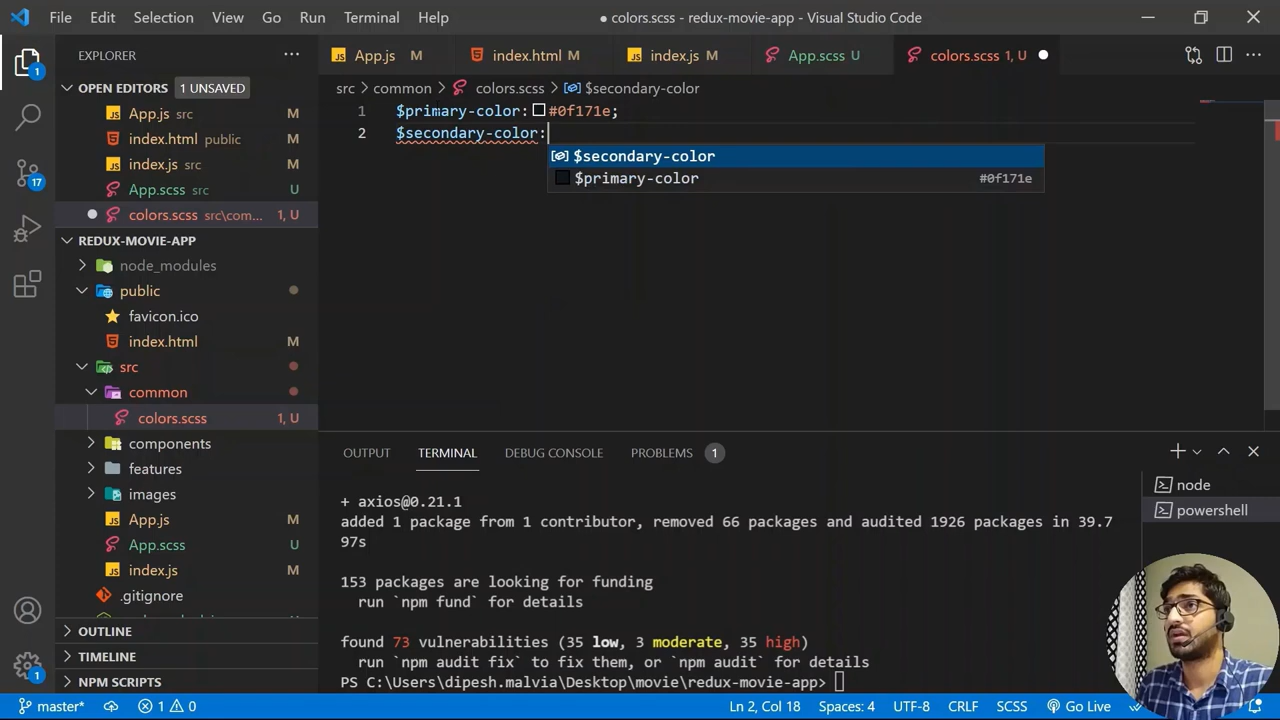 File Edit Selection View Go Run Terminal Help
● colors.scss - redux-movie-app - Visual Studio Code
EXPLORER
App.js M
index.html M
index.js M
App.scss U
colors.scss 1, U
OPEN EDITORS 1 UNSAVED
App.js src
index.html public
index.js src
App.scss src U
colors.scss src\com... 1, U
REDUX-MOVIE-APP
node_modules
public
favicon.ico
index.html M
src
common
colors.scss 1, U
components
features
images
App.js M
App.scss U
index.js M
.gitignore
OUTLINE
TIMELINE
NPM SCRIPTS
1
17
1
src > common > colors.scss > $secondary-color
1 $primary-color: #0f171e;
2 $secondary-color:
$secondary-color
$primary-color #0f171e
OUTPUT TERMINAL DEBUG CONSOLE PROBLEMS 1
+ axios@0.21.1
added 1 package from 1 contributor, removed 66 packages and audited 1926 packages in 39.7
97s
153 packages are looking for funding
run `npm fund` for details
found 73 vulnerabilities (35 low, 3 moderate, 35 high)
run `npm audit fix` to fix them, or `npm audit` for details
PS C:\Users\dipesh.malvia\Desktop\movie\redux-movie-app>
node
powershell
master* 1 0 Ln 2, Col 18 Spaces: 4 UTF-8 CRLF SCSS Go Live